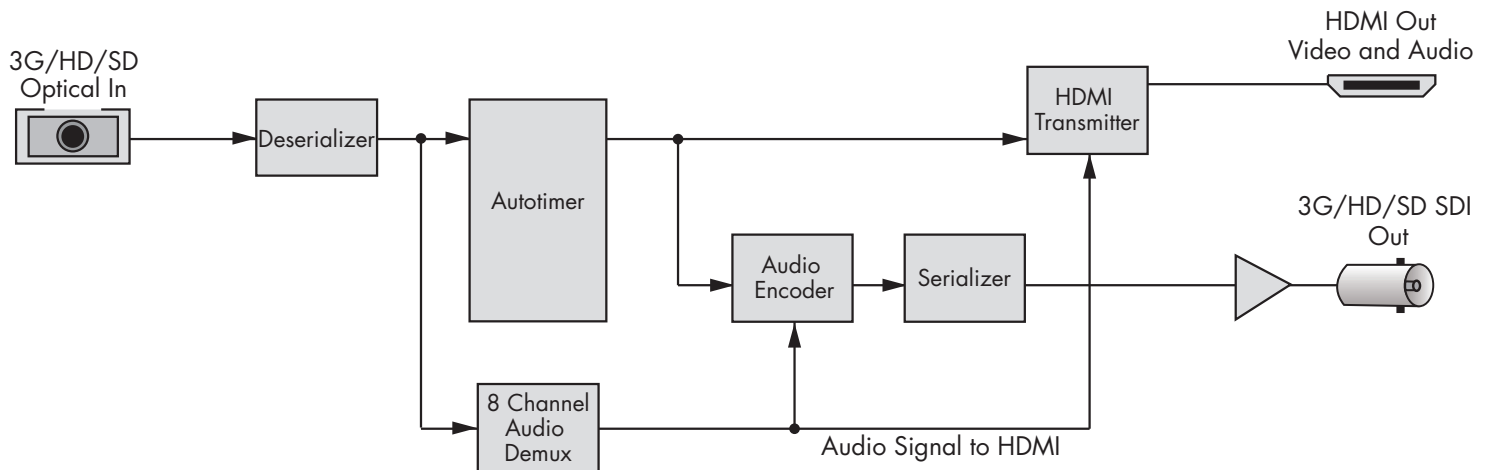 3G/HD/SD
Optical In
Deserializer
Autotimer
8 Channel
Audio
Demux
Audio
Encoder
Serializer
Audio Signal to HDMI
HDMI
Transmitter
HDMI Out
Video and Audio
3G/HD/SD SDI
Out